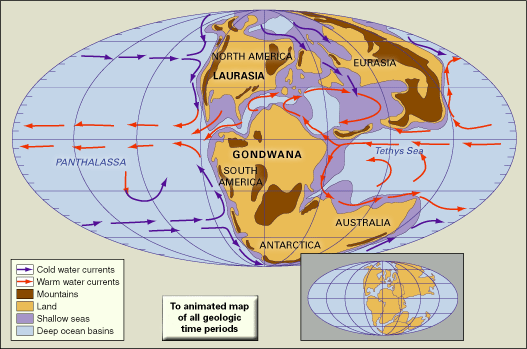 NORTH AMERICA
EURASIA
LAURASIA
PANTHALASSA
GONDWANA
Tethys Sea
SOUTH
AMERICA
AUSTRALIA
ANTARCTICA
Cold water currents
Warm water currents
Mountains
Land
Shallow seas
Deep ocean basins
To animated map
of all geologic
time periods